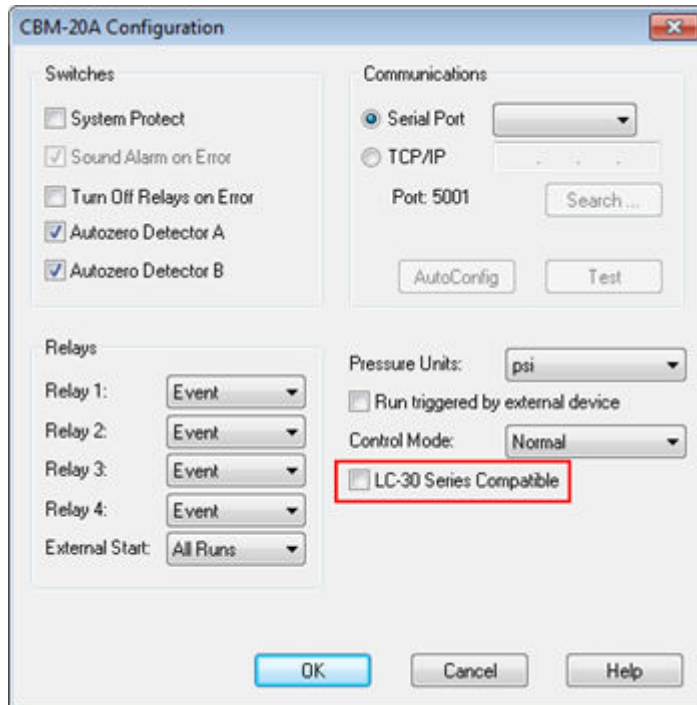 CBM-20A Configuration
Switches
System Protect
Sound Alarm on Error
Turn Off Relays on Error
Autozero Detector A
Autozero Detector B
Communications
Serial Port
TCP/IP . . .
Port: 5001 Search ...
AutoConfig Test
Relays
Relay 1: Event
Relay 2: Event
Relay 3: Event
Relay 4: Event
External Start: All Runs
Pressure Units: psi
Run triggered by external device
Control Mode: Normal
LC-30 Series Compatible
OK Cancel Help